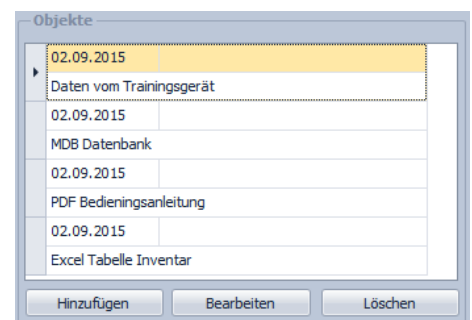 Objekte
02.09.2015
Daten vom Trainingsgerät
02.09.2015
MDB Datenbank
02.09.2015
PDF Bedieningsanleitung
02.09.2015
Excel Tabelle Inventar
Hinzufügen Bearbeiten Löschen